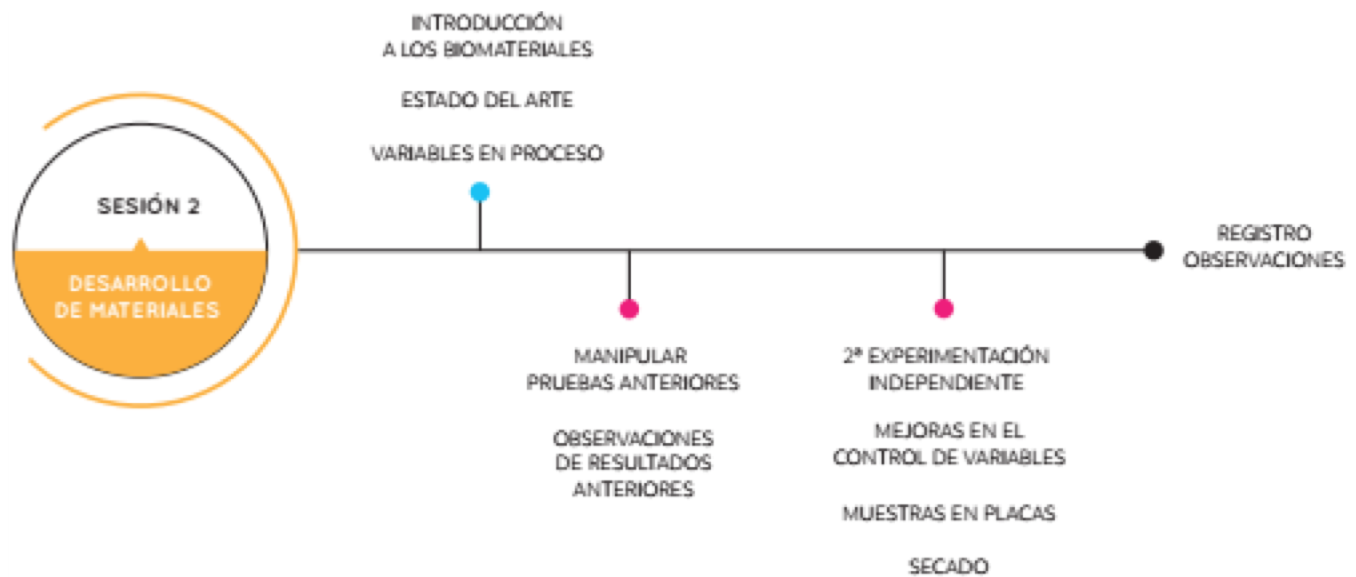 INTRODUCCIÓN
A LOS BIOMATERIALES
ESTADO DEL ARTE
VARIABLES EN PROCESO
SESIÓN 2
DESARROLLO
DE MATERIALES
MANIPULAR
PRUEBAS ANTERIORES
OBSERVACIONES
DE RESULTADOS
ANTERIORES
2ª EXPERIMENTACIÓN
INDEPENDIENTE
MEJORAS EN EL
CONTROL DE VARIABLES
MUESTRAS EN PLACAS
SECADO
REGISTRO
OBSERVACIONES